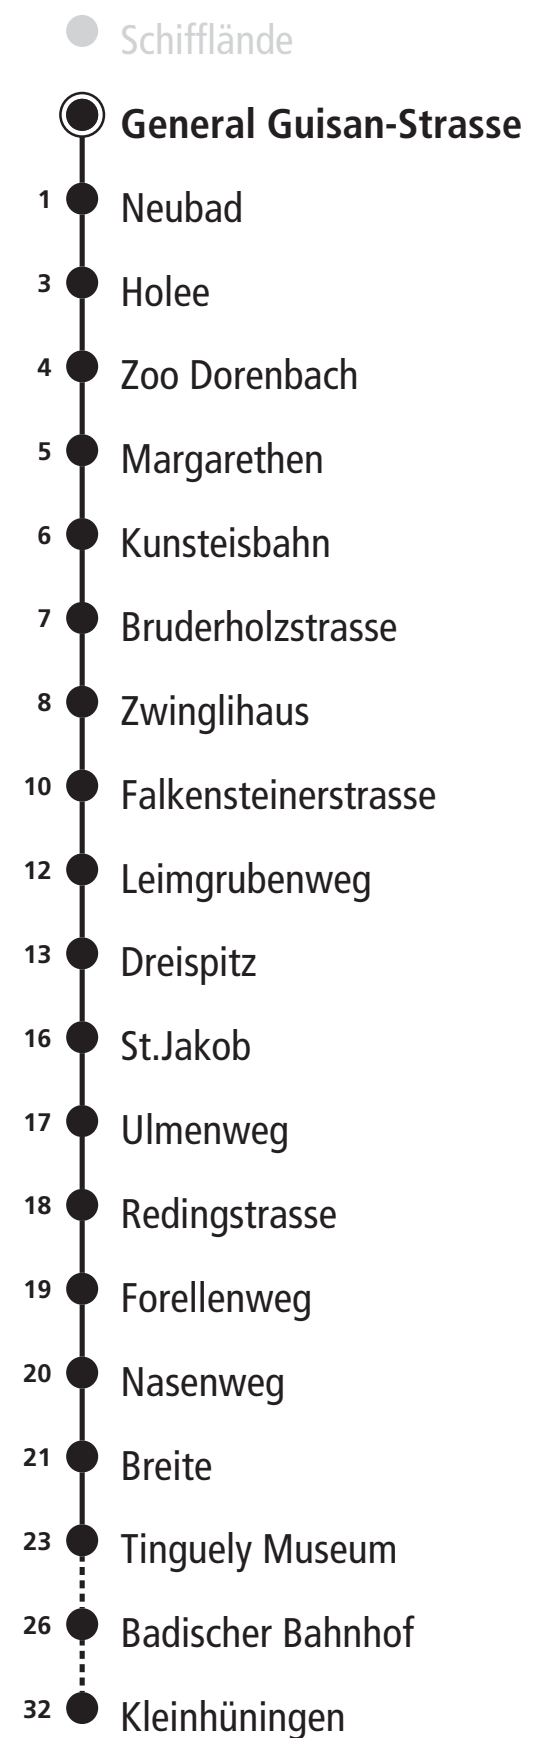 Schifflände
General Guisan-Strasse
1 Neubad
3 Holee
4 Zoo Dorenbach
5 Margarethen
6 Kunsteisbahn
7 Bruderholzstrasse
8 Zwinglihaus
10 Falkensteinerstrasse
12 Leimgrubenweg
13 Dreispitz
16 St.Jakob
17 Ulmenweg
18 Redingstrasse
19 Forellenweg
20 Nasenweg
21 Breite
23 Tinguely Museum
26 Badischer Bahnhof
32 Kleinhüningen